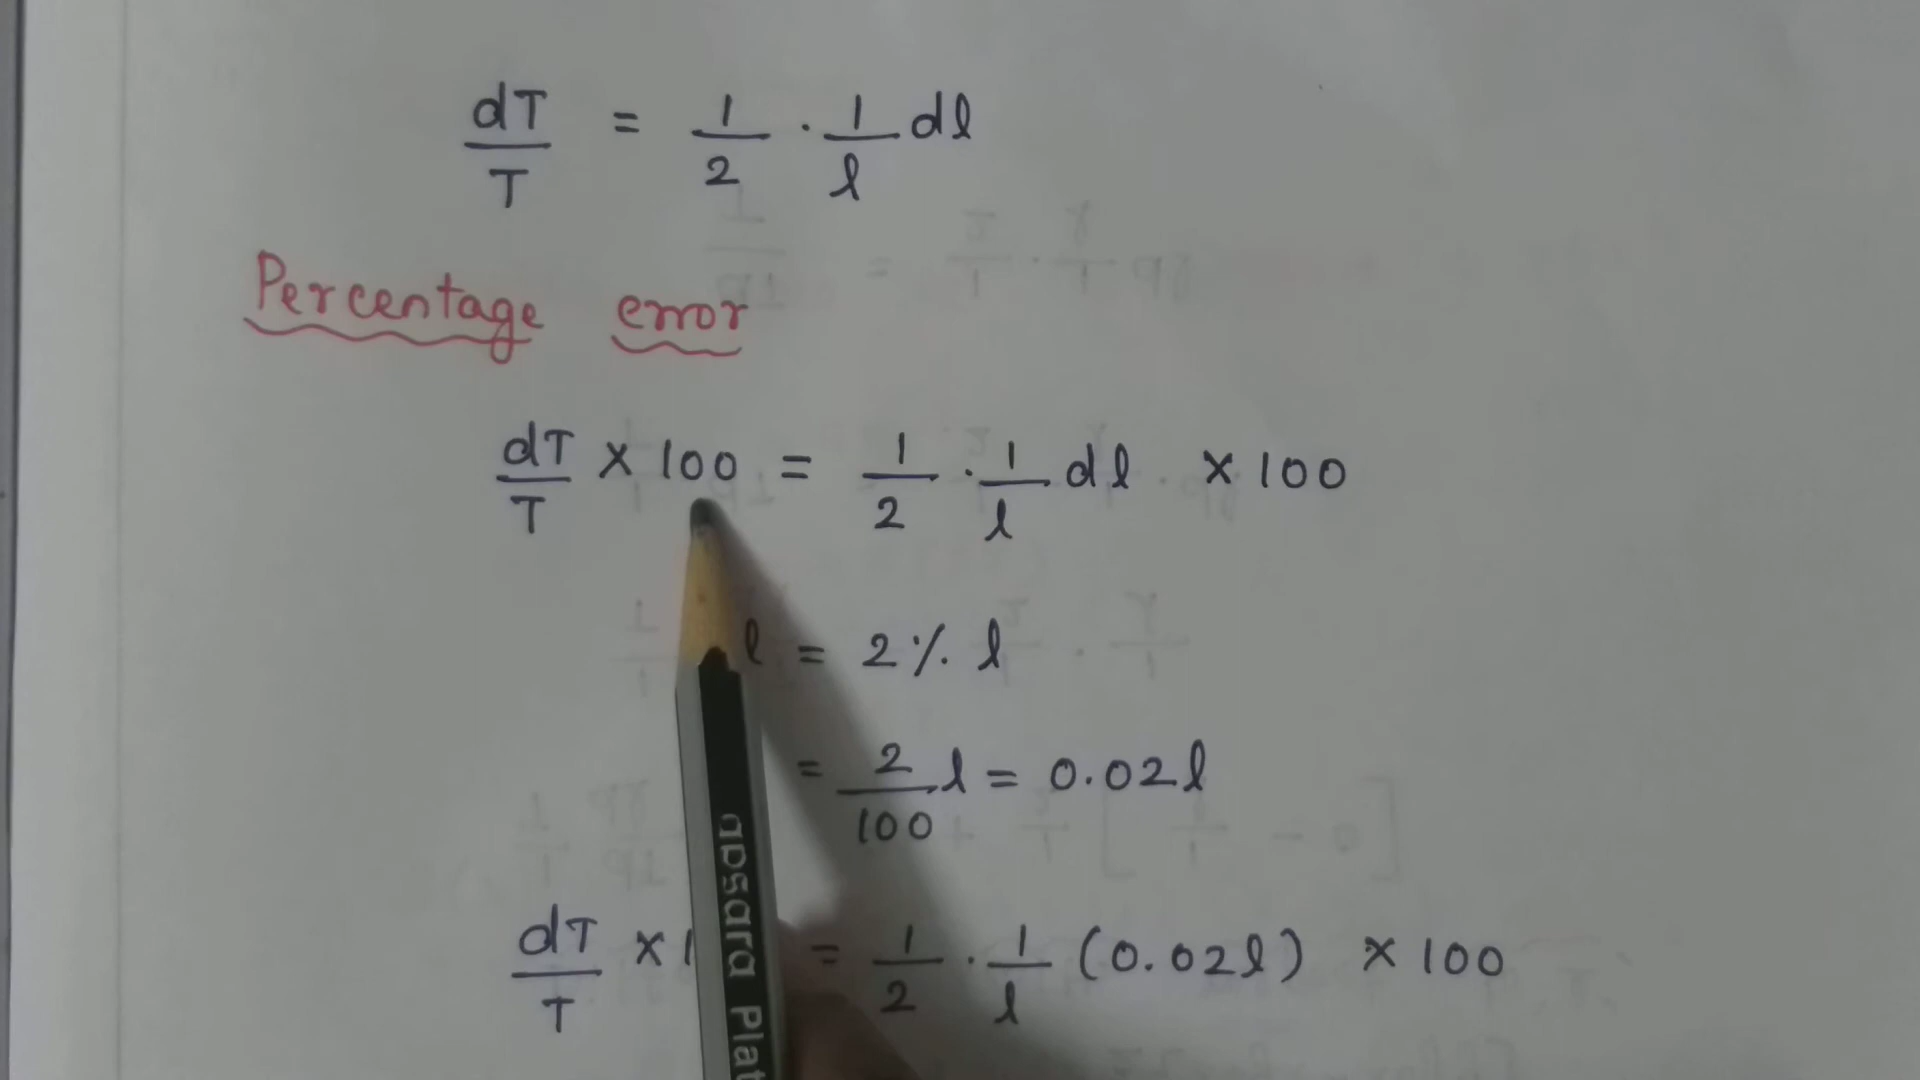 dT/T = 1/2 · 1/l dl
Percentage error
dT/T × 100 = 1/2 · 1/l dl × 100
l = 2% l
= 2/100 l = 0.02l
dT/T × 1 = 1/2 · 1/l (0.02l) × 100
apsara Plat